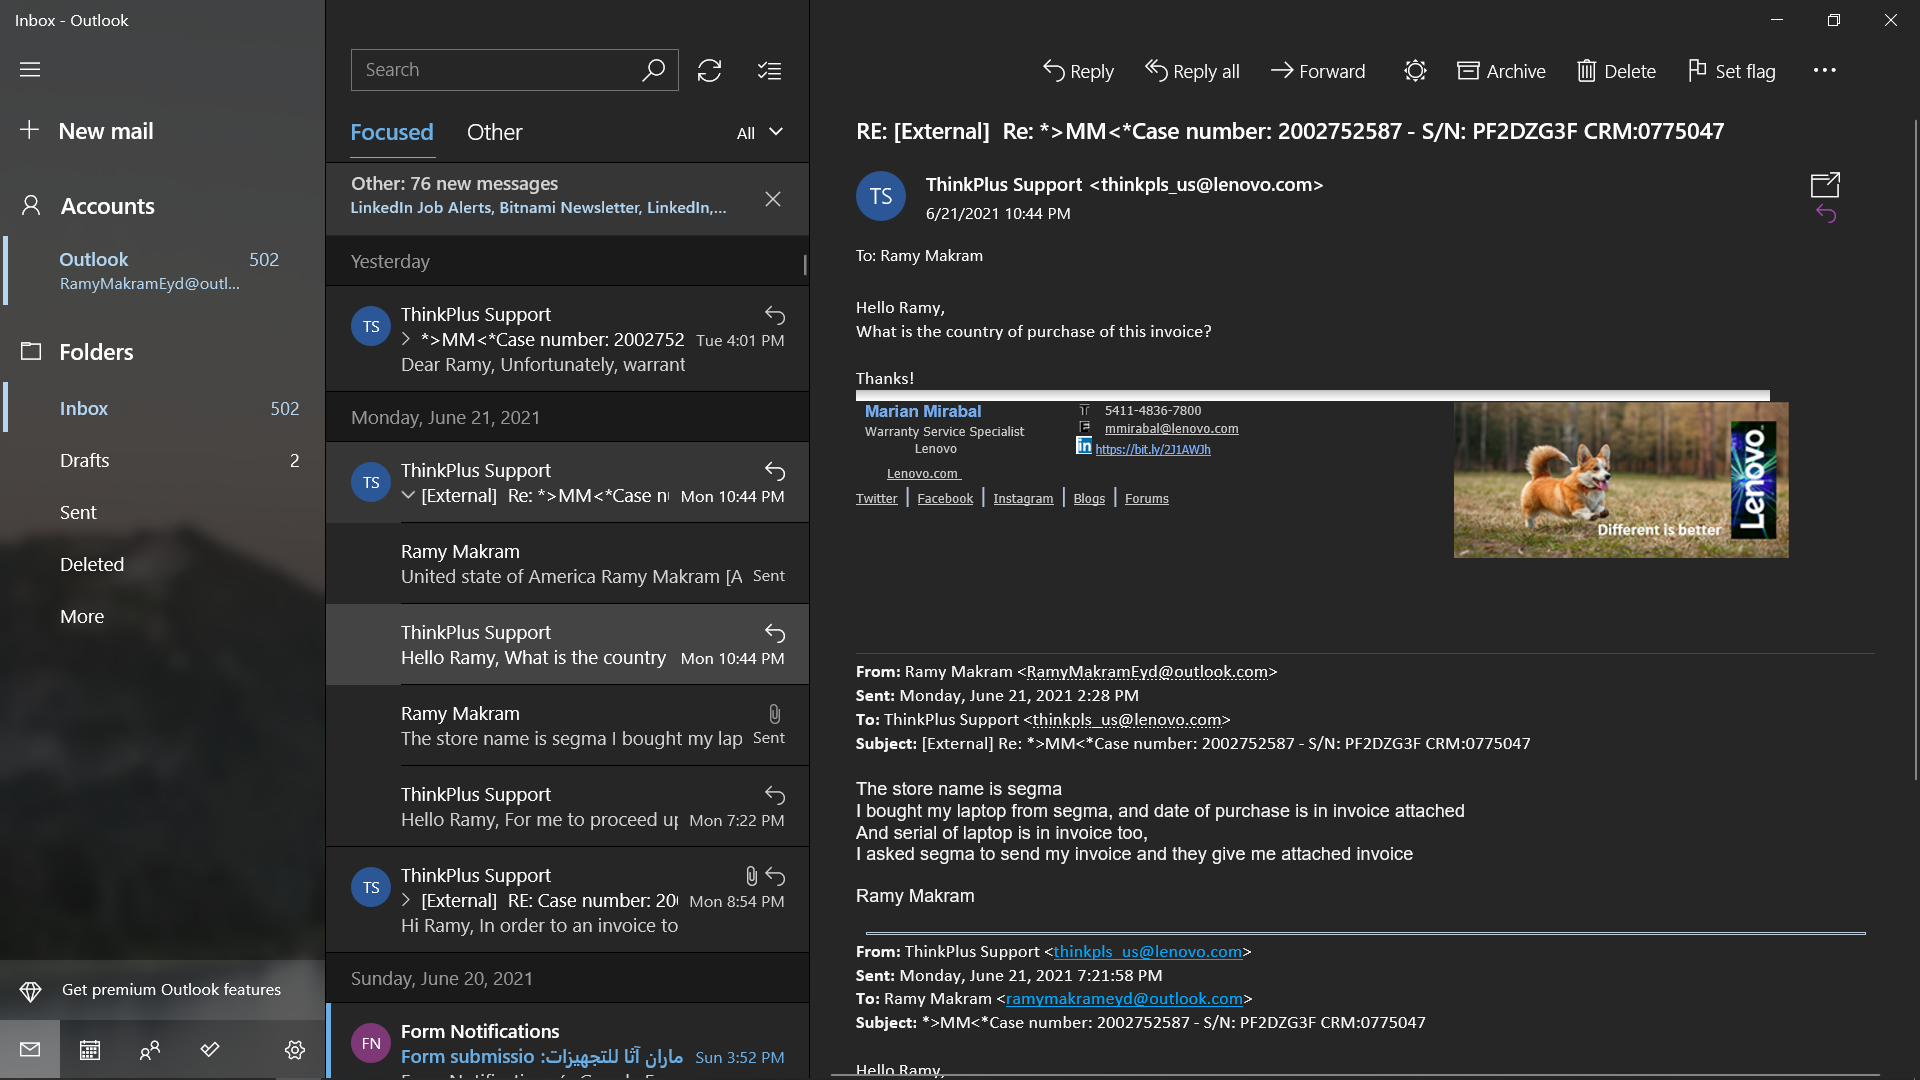 Inbox - Outlook
New mail
Accounts
Outlook 502
RamyMakramEyd@outl...
Folders
Inbox 502
Drafts 2
Sent
Deleted
More
Get premium Outlook features
Search
Focused Other All
Other: 76 new messages
LinkedIn Job Alerts, Bitnami Newsletter, LinkedIn,...
Yesterday
TS ThinkPlus Support
*>MM<*Case number: 2002752 Tue 4:01 PM
Dear Ramy, Unfortunately, warrant
Monday, June 21, 2021
TS ThinkPlus Support
[External] Re: *>MM<*Case nu Mon 10:44 PM
Ramy Makram
United state of America Ramy Makram [A Sent
ThinkPlus Support
Hello Ramy, What is the country Mon 10:44 PM
Ramy Makram
The store name is segma I bought my lap Sent
ThinkPlus Support
Hello Ramy, For me to proceed up Mon 7:22 PM
TS ThinkPlus Support
[External] RE: Case number: 200 Mon 8:54 PM
Hi Ramy, In order to an invoice to
Sunday, June 20, 2021
FN Form Notifications
Form submissio :ماران آثا للتجهيزات Sun 3:52 PM
Reply Reply all Forward Archive Delete Set flag
RE: [External] Re: *>MM<*Case number: 2002752587 - S/N: PF2DZG3F CRM:0775047
TS ThinkPlus Support <thinkpls_us@lenovo.com>
6/21/2021 10:44 PM
To: Ramy Makram
Hello Ramy,
What is the country of purchase of this invoice?
Thanks!
Marian Mirabal T 5411-4836-7800
Warranty Service Specialist E mmirabal@lenovo.com
Lenovo in https://bit.ly/2J1AWJh
Lenovo.com
Twitter | Facebook | Instagram | Blogs | Forums
Different is better
Lenovo
From: Ramy Makram <RamyMakramEyd@outlook.com>
Sent: Monday, June 21, 2021 2:28 PM
To: ThinkPlus Support <thinkpls_us@lenovo.com>
Subject: [External] Re: *>MM<*Case number: 2002752587 - S/N: PF2DZG3F CRM:0775047
The store name is segma
I bought my laptop from segma, and date of purchase is in invoice attached
And serial of laptop is in invoice too,
I asked segma to send my invoice and they give me attached invoice
Ramy Makram
From: ThinkPlus Support <thinkpls_us@lenovo.com>
Sent: Monday, June 21, 2021 7:21:58 PM
To: Ramy Makram <ramymakrameyd@outlook.com>
Subject: *>MM<*Case number: 2002752587 - S/N: PF2DZG3F CRM:0775047
Hello Ramy,